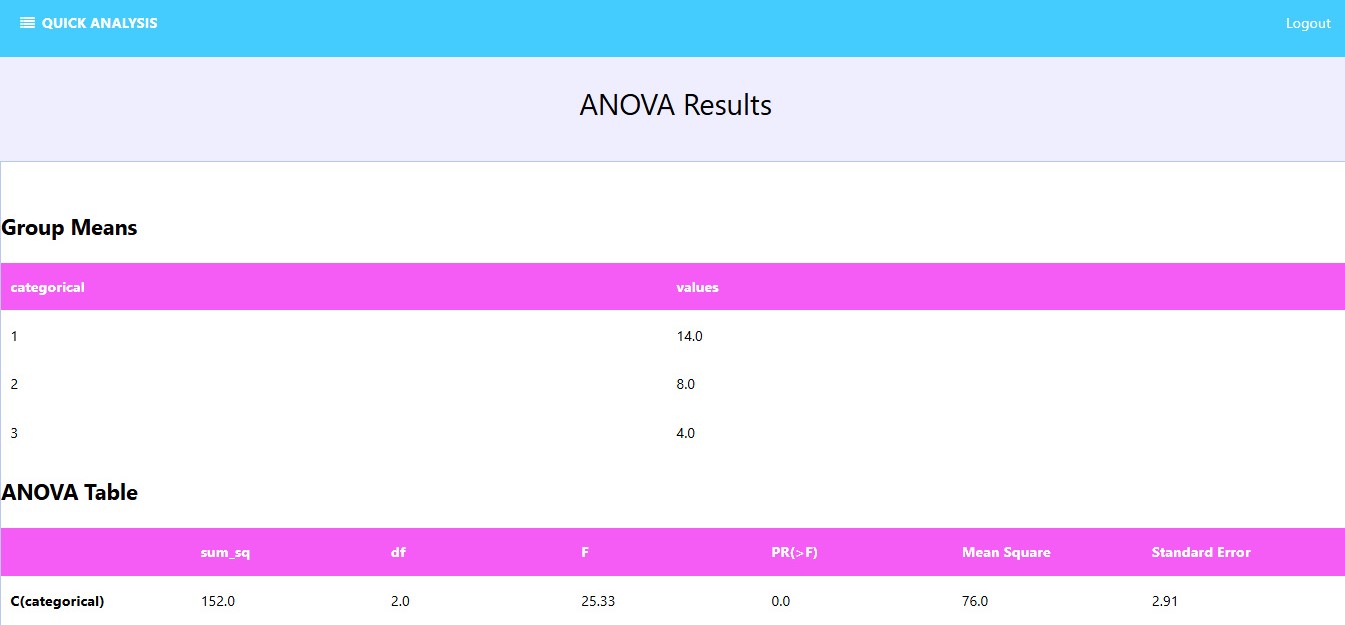 QUICK ANALYSIS Logout
ANOVA Results
Group Means
categorical values
1 14.0
2 8.0
3 4.0
ANOVA Table
sum_sq df F PR(>F) Mean Square Standard Error
C(categorical) 152.0 2.0 25.33 0.0 76.0 2.91